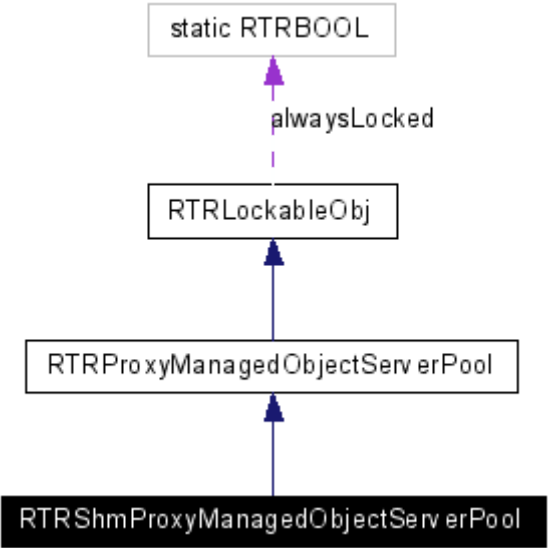 static RTRBOOL
alwaysLocked
RTRLockableObj
RTRProxyManagedObjectServerPool
RTRShmProxyManagedObjectServerPool